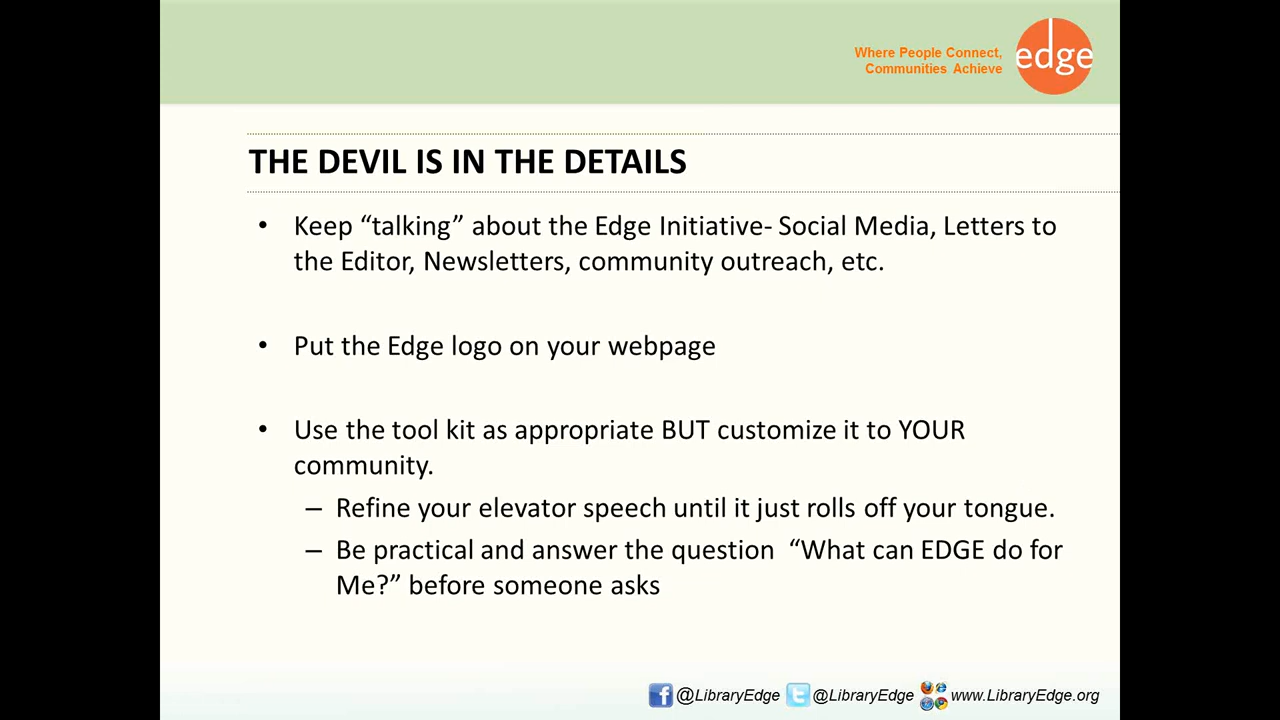 Where People Connect,
Communities Achieve
edge
THE DEVIL IS IN THE DETAILS
• Keep “talking” about the Edge Initiative- Social Media, Letters to
the Editor, Newsletters, community outreach, etc.
• Put the Edge logo on your webpage
• Use the tool kit as appropriate BUT customize it to YOUR
community.
– Refine your elevator speech until it just rolls off your tongue.
– Be practical and answer the question “What can EDGE do for
Me?” before someone asks
@LibraryEdge @LibraryEdge www.LibraryEdge.org